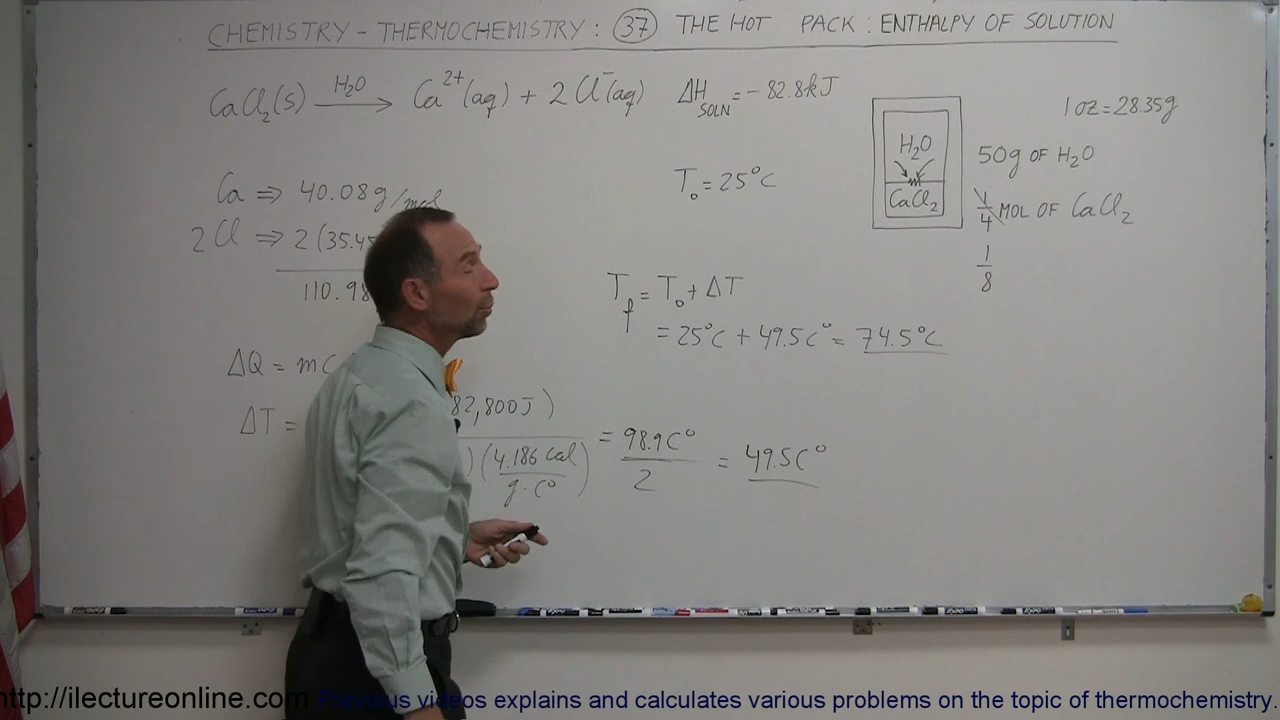 CHEMISTRY - THERMOCHEMISTRY : 37 THE HOT PACK : ENTHALPY OF SOLUTION
CaCl₂(s) —H₂O→ Ca²⁺(aq) + 2 Cl⁻(aq) ΔH SOLN = - 82.8kJ
1 oz = 28.35g
H₂O
CaCl₂
50g OF H₂O
1/4 MOL OF CaCl₂
1/8
T₀ = 25°C
Ca ⇒ 40.08 g/mol
2 Cl ⇒ 2 (35.45
110.98
T_f = T₀ + ΔT
= 25°C + 49.5C° = 74.5°C
ΔQ = mc
ΔT =
82,800J)
) (4.186 Cal / g·C°) = 98.9C° / 2 = 49.5C°
http://ilectureonline.com Previous videos explains and calculates various problems on the topic of thermochemistry.